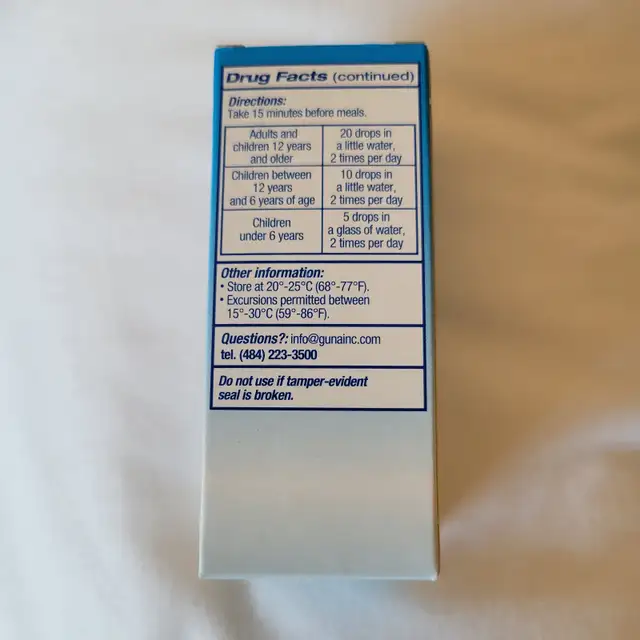 Drug Facts (continued)
Directions:
Take 15 minutes before meals.
Adults and
children 12 years
and older
20 drops in
a little water,
2 times per day
Children between
12 years
and 6 years of age
10 drops in
a little water,
2 times per day
Children
under 6 years
5 drops in
a glass of water,
2 times per day
Other information:
• Store at 20°-25°C (68°-77°F).
• Excursions permitted between
15°-30°C (59°-86°F).
Questions?: info@gunainc.com
tel. (484) 223-3500
Do not use if tamper-evident
seal is broken.